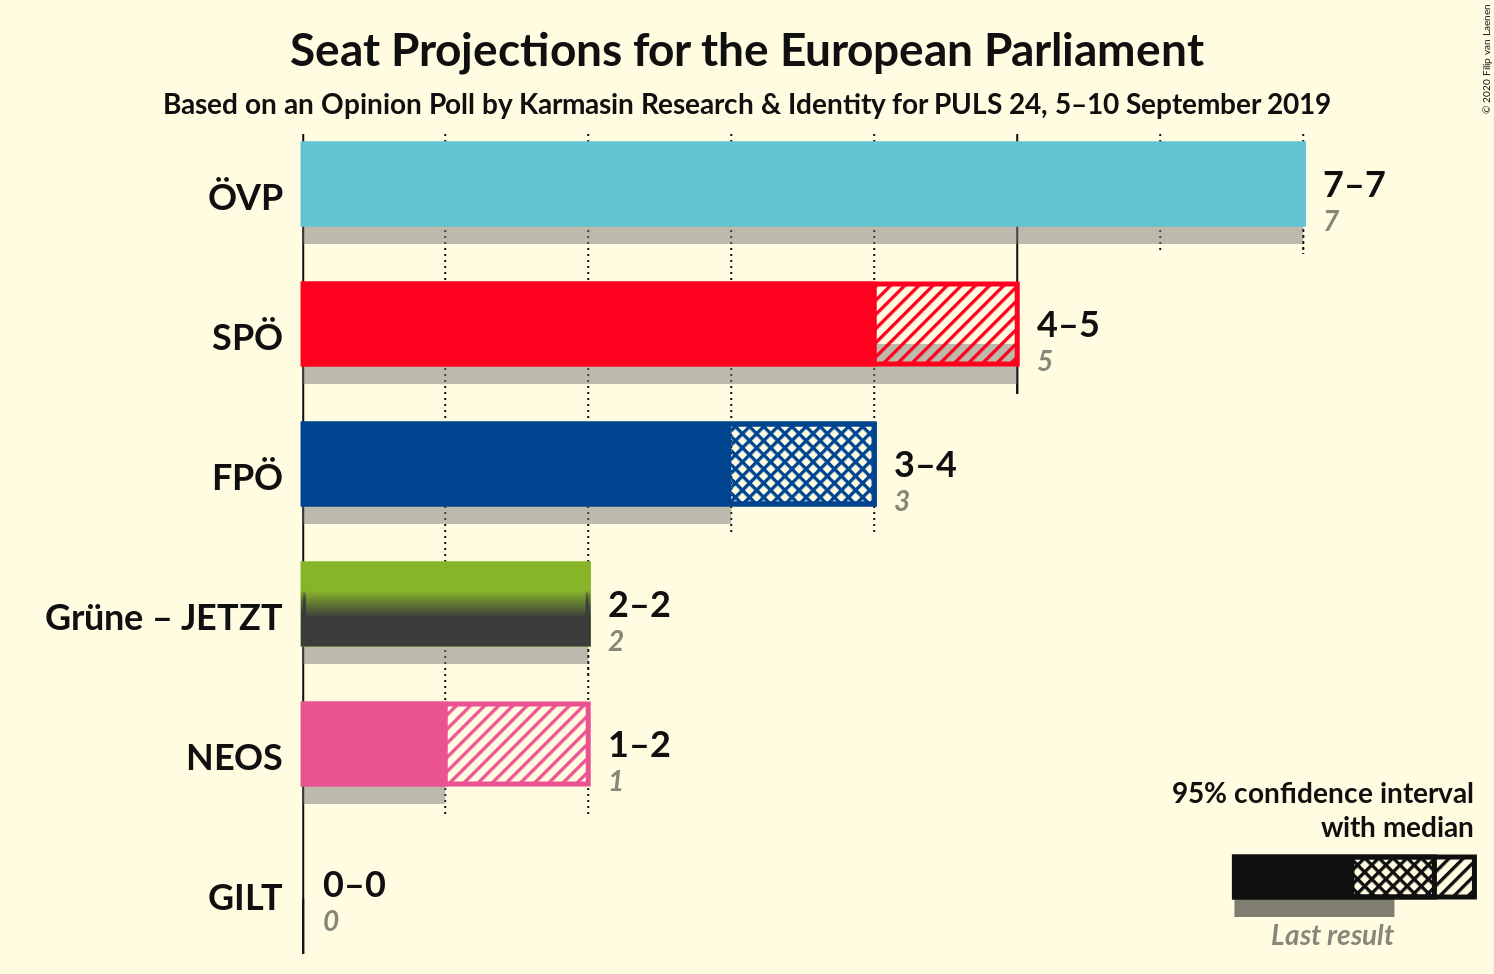 Seat Projections for the European Parliament
Based on an Opinion Poll by Karmasin Research & Identity for PULS 24, 5–10 September 2019
© 2020 Filip van Laenen
ÖVP
7–7
7
SPÖ
4–5
5
FPÖ
3–4
3
Grüne – JETZT
2–2
2
NEOS
1–2
1
GILT
0–0
0
95% confidence interval
with median
Last result